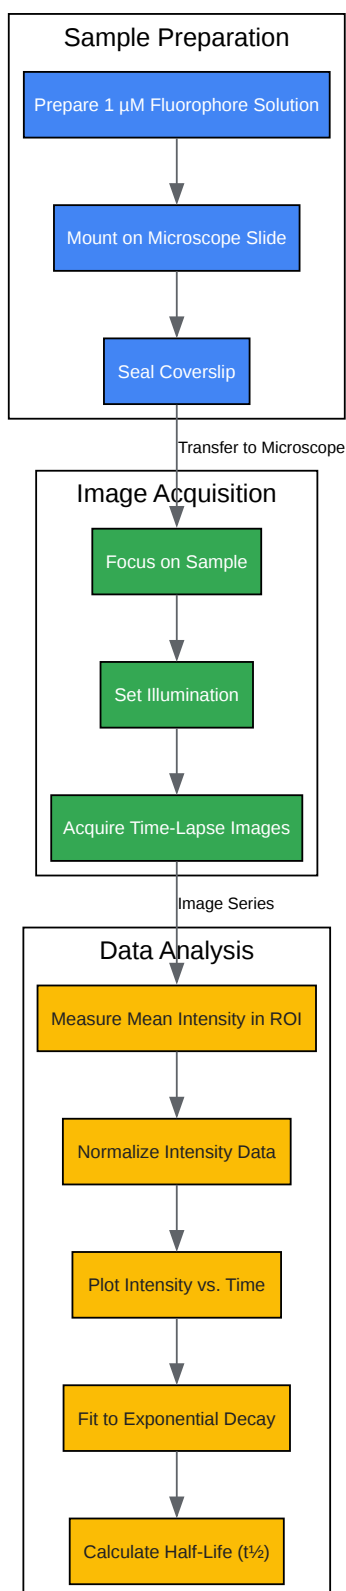 Sample Preparation
Prepare 1 µM Fluorophore Solution
Mount on Microscope Slide
Seal Coverslip
Transfer to Microscope
Image Acquisition
Focus on Sample
Set Illumination
Acquire Time-Lapse Images
Image Series
Data Analysis
Measure Mean Intensity in ROI
Normalize Intensity Data
Plot Intensity vs. Time
Fit to Exponential Decay
Calculate Half-Life (t½)